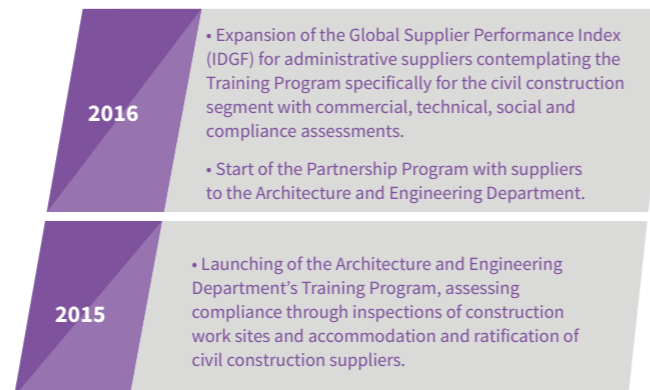 2016
• Expansion of the Global Supplier Performance Index
(IDGF) for administrative suppliers contemplating the
Training Program specifically for the civil construction
segment with commercial, technical, social and
compliance assessments.
• Start of the Partnership Program with suppliers
to the Architecture and Engineering Department.
2015
• Launching of the Architecture and Engineering
Department’s Training Program, assessing
compliance through inspections of construction
work sites and accommodation and ratification of
civil construction suppliers.